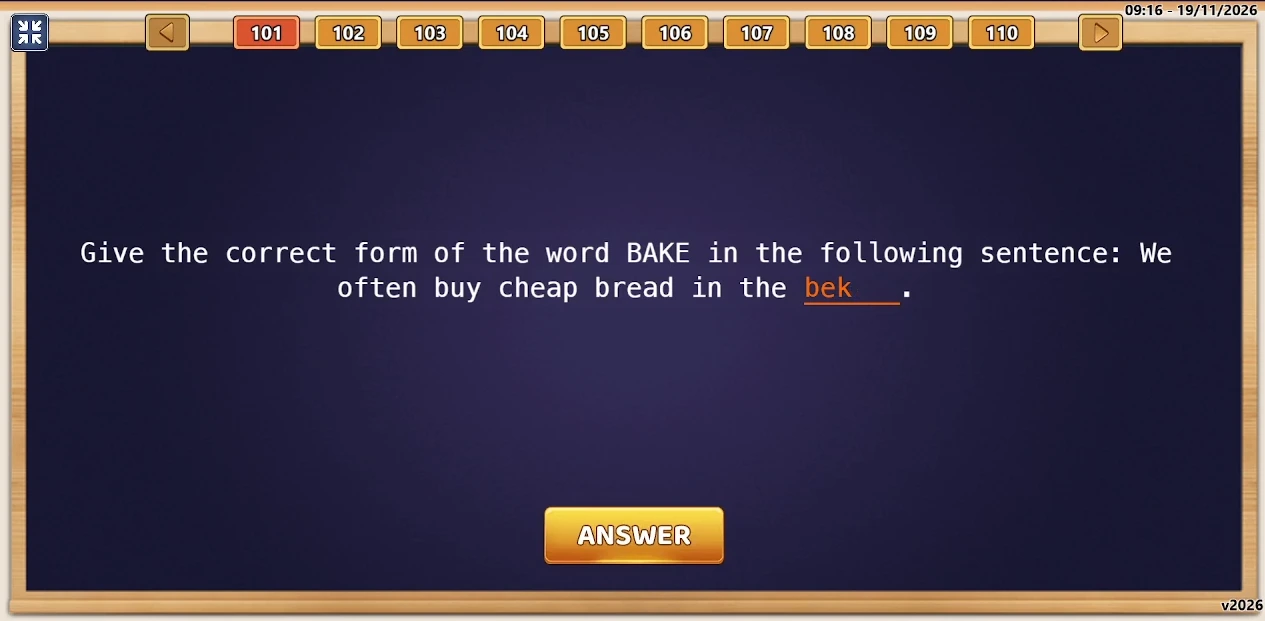 09:16 - 19/11/2026
101 102 103 104 105 106 107 108 109 110
Give the correct form of the word BAKE in the following sentence: We
often buy cheap bread in the bek___.
ANSWER
v2026